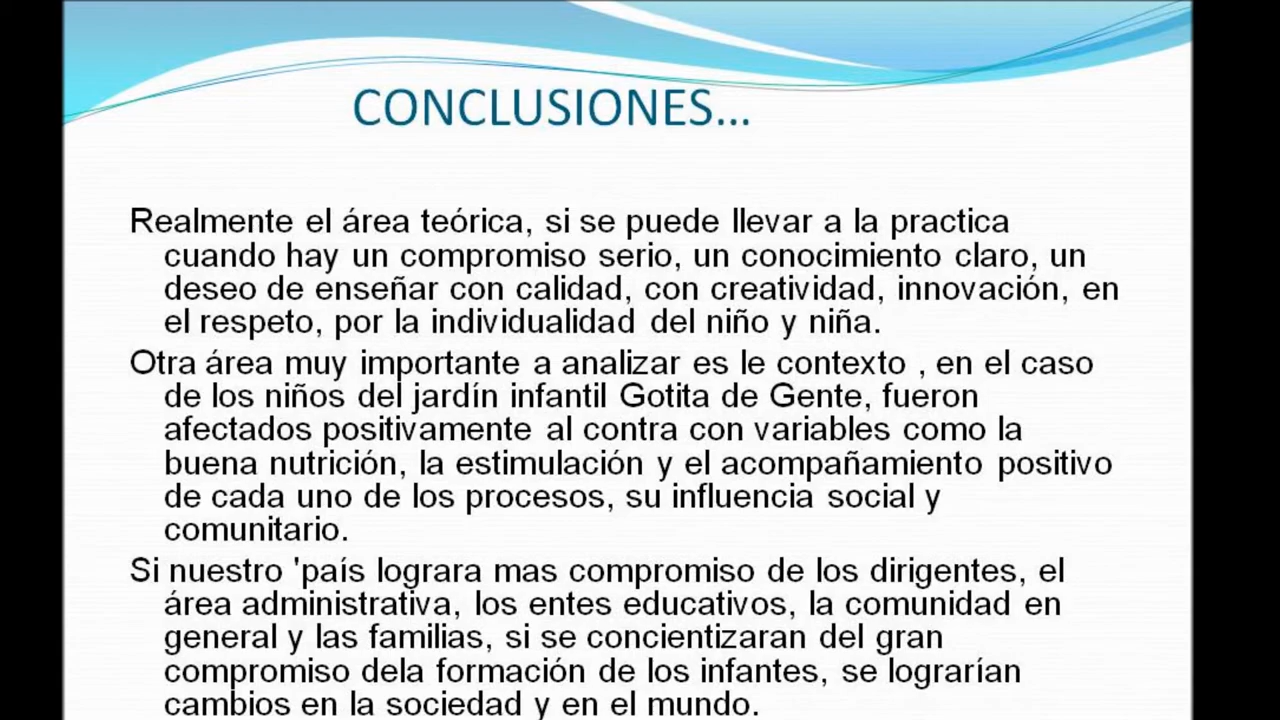 CONCLUSIONES...
Realmente el área teórica, si se puede llevar a la practica
cuando hay un compromiso serio, un conocimiento claro, un
deseo de enseñar con calidad, con creatividad, innovación, en
el respeto, por la individualidad del niño y niña.
Otra área muy importante a analizar es le contexto , en el caso
de los niños del jardín infantil Gotita de Gente, fueron
afectados positivamente al contra con variables como la
buena nutrición, la estimulación y el acompañamiento positivo
de cada uno de los procesos, su influencia social y
comunitario.
Si nuestro 'país lograra mas compromiso de los dirigentes, el
área administrativa, los entes educativos, la comunidad en
general y las familias, si se concientizaran del gran
compromiso dela formación de los infantes, se lograrían
cambios en la sociedad y en el mundo.